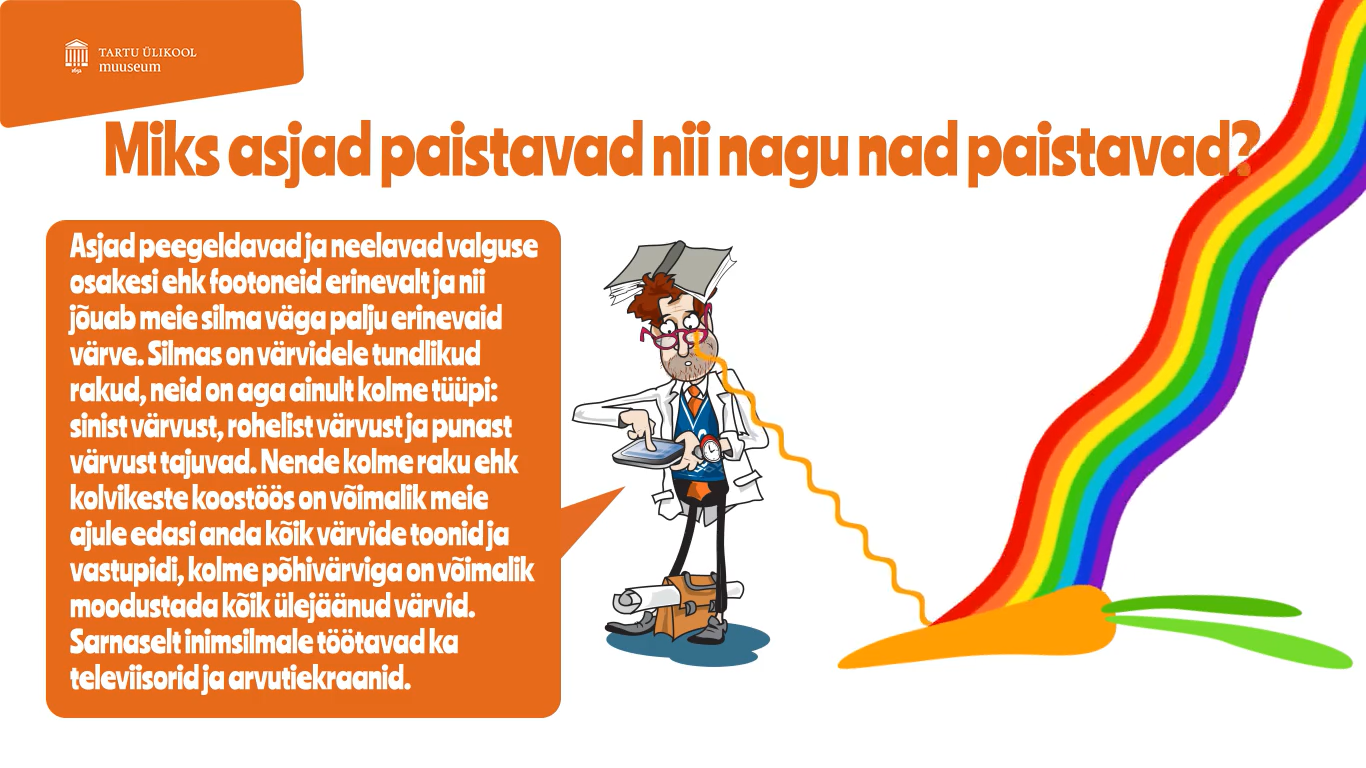 TARTU ÜLIKOOL
muuseum
1632
Miks asjad paistavad nii nagu nad paistavad?
Asjad peegeldavad ja neelavad valguse
osakesi ehk footoneid erinevalt ja nii
jõuab meie silma väga palju erinevaid
värve. Silmas on värvidele tundlikud
rakud, neid on aga ainult kolme tüüpi:
sinist värvust, rohelist värvust ja punast
värvust tajuvad. Nende kolme raku ehk
kolvikeste koostöös on võimalik meie
ajule edasi anda kõik värvide toonid ja
vastupidi, kolme põhivärviga on võimalik
moodustada kõik ülejäänud värvid.
Sarnaselt inimsilmale töötavad ka
televiisorid ja arvutiekraanid.